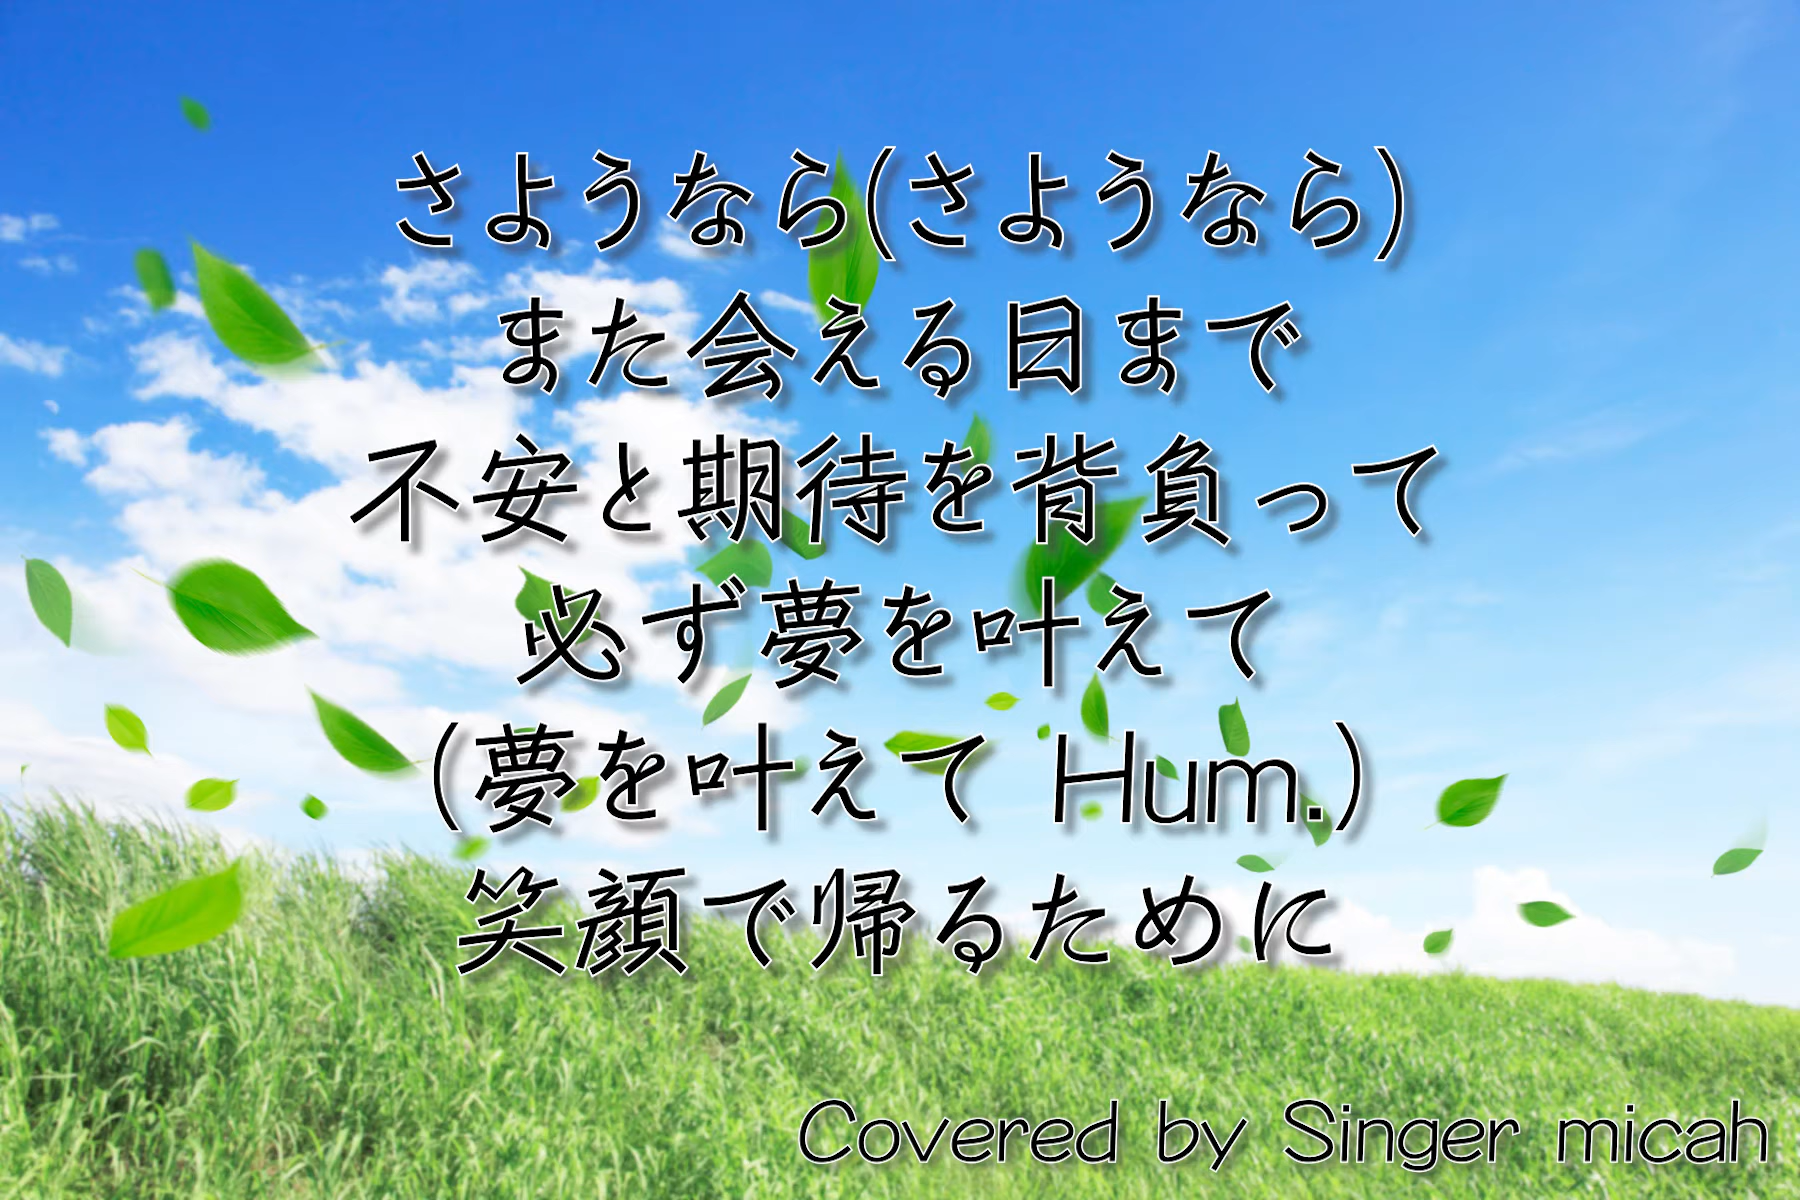 さようなら(さようなら)
また会える日まで
不安と期待を背負って
必ず夢を叶えて
(夢を叶えて Hum.)
笑顔で帰るために
Covered by Singer micah